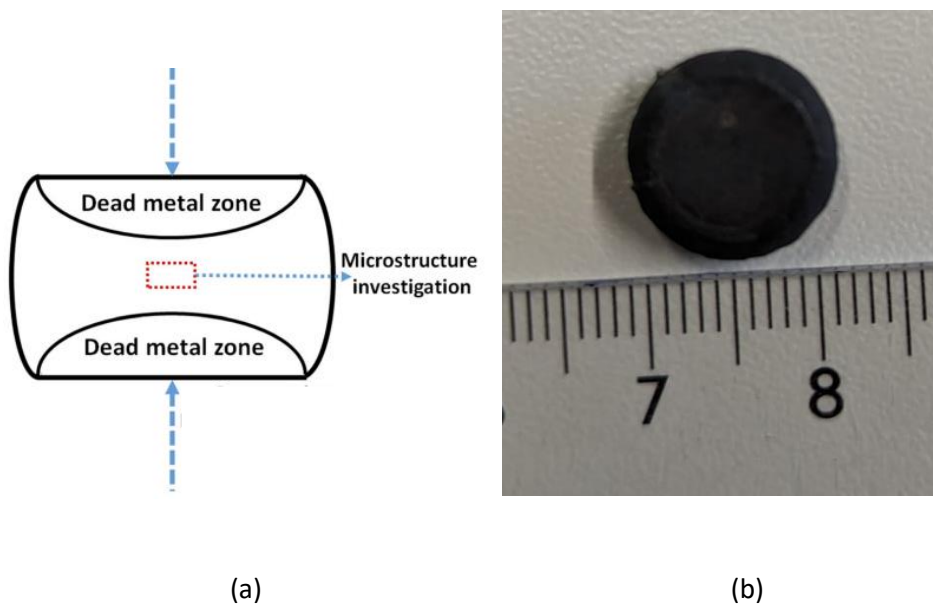 Dead metal zone
Microstructure
investigation
Dead metal zone
7 8
(a) (b)